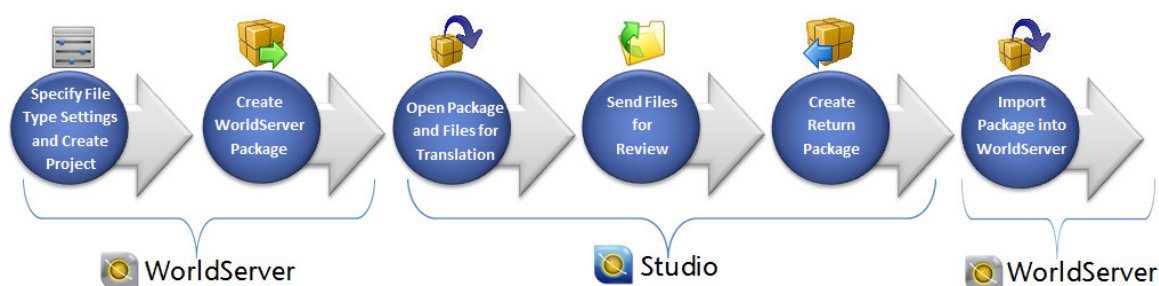 Specify File
Type Settings
and Create
Project
Create
WorldServer
Package
Open Package
and Files for
Translation
Send Files
for
Review
Create
Return
Package
Import
Package into
WorldServer
WorldServer
Studio
WorldServer